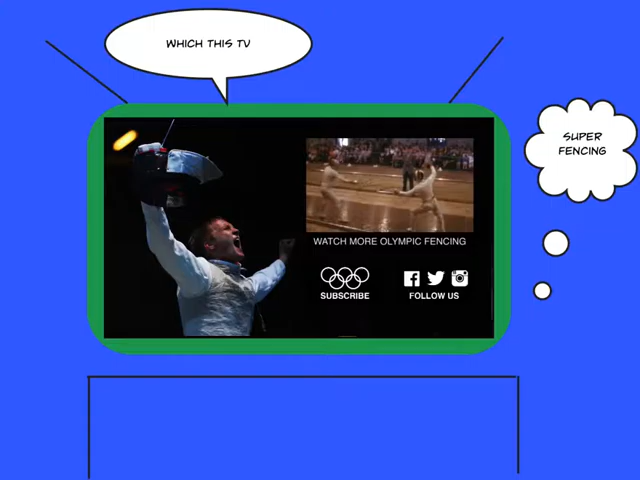 WHICH THIS TV
SUPER
FENCING
WATCH MORE OLYMPIC FENCING
SUBSCRIBE
FOLLOW US